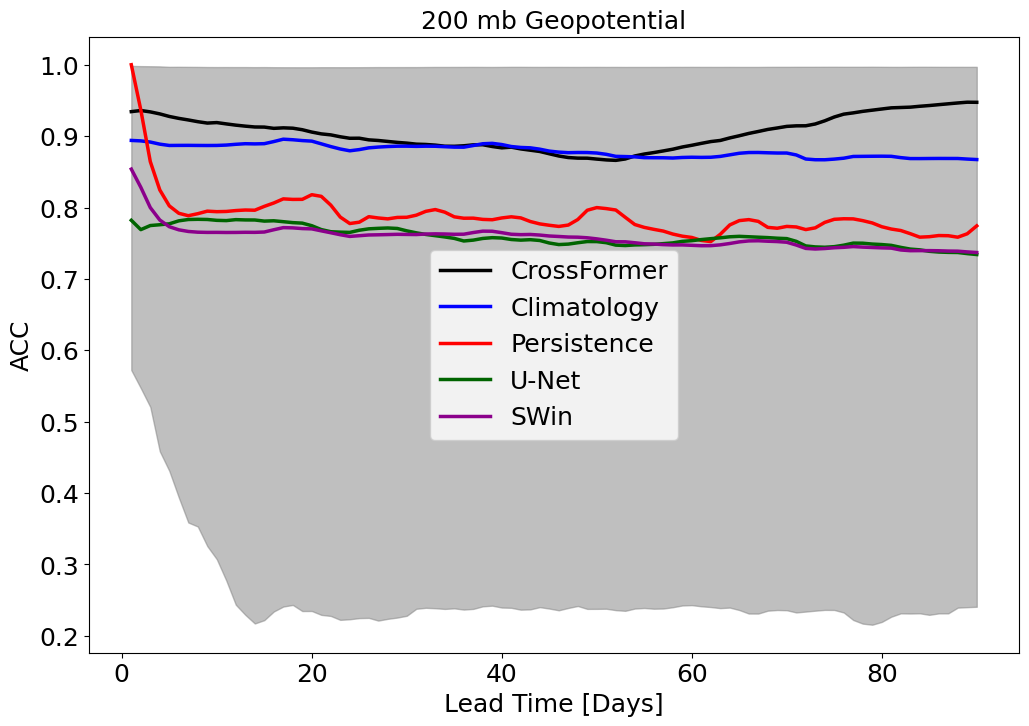 200 mb Geopotential
1.0
0.9
0.8
0.7
0.6
0.5
0.4
0.3
0.2
ACC
CrossFormer
Climatology
Persistence
U-Net
SWin
0 20 40 60 80
Lead Time [Days]